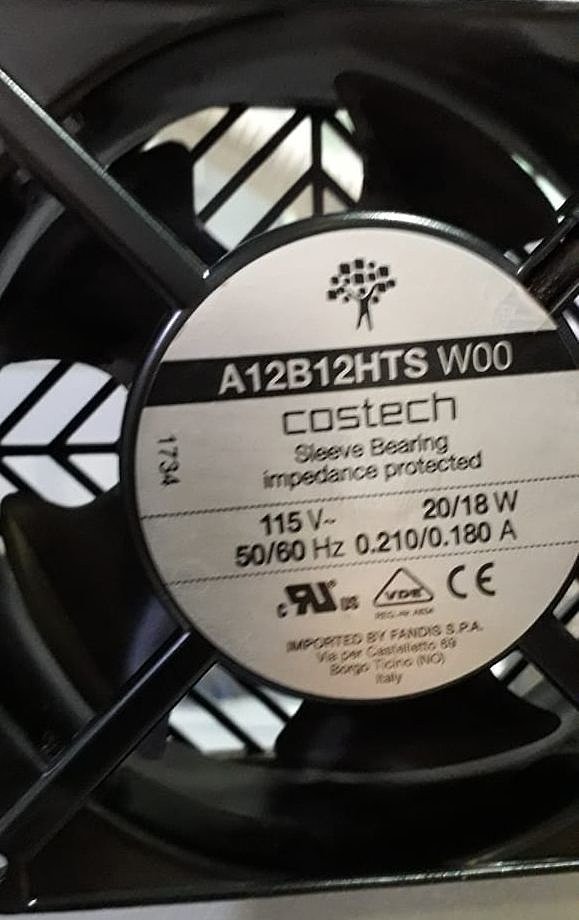 A12B12HTS W00
costech
Sleeve Bearing
impedance protected
1734
115 V~ 20/18 W
50/60 Hz 0.210/0.180 A
c RU US VDE CE
IMPORTED BY FANDIS S.P.A.
Via per Castelletto 69
Borgo Ticino (NO)
Italy